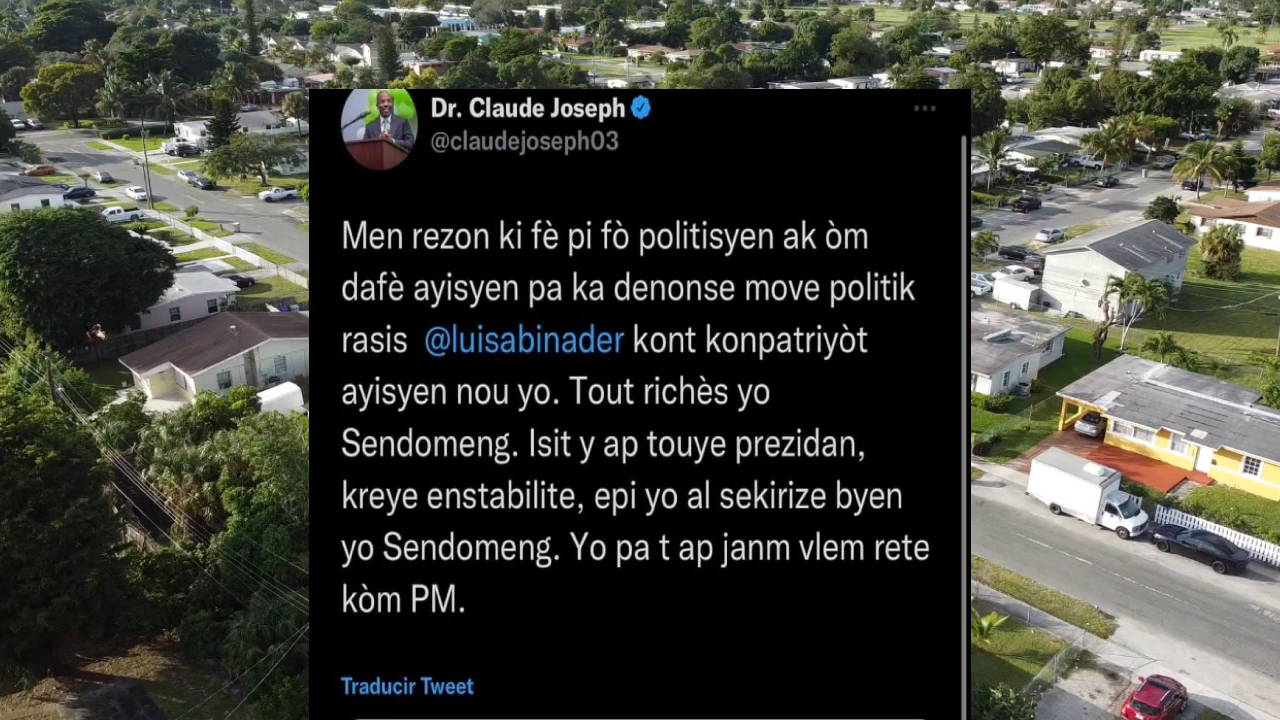 Dr. Claude Joseph
@claudejoseph03
Men rezon ki fè pi fò politisyen ak òm
dafè ayisyen pa ka denonse move politik
rasis @luisabinader kont konpatriyòt
ayisyen nou yo. Tout richès yo
Sendomeng. Isit y ap touye prezidan,
kreye enstabilite, epi yo al sekirize byen
yo Sendomeng. Yo pa t ap janm vlem rete
kòm PM.
Traducir Tweet